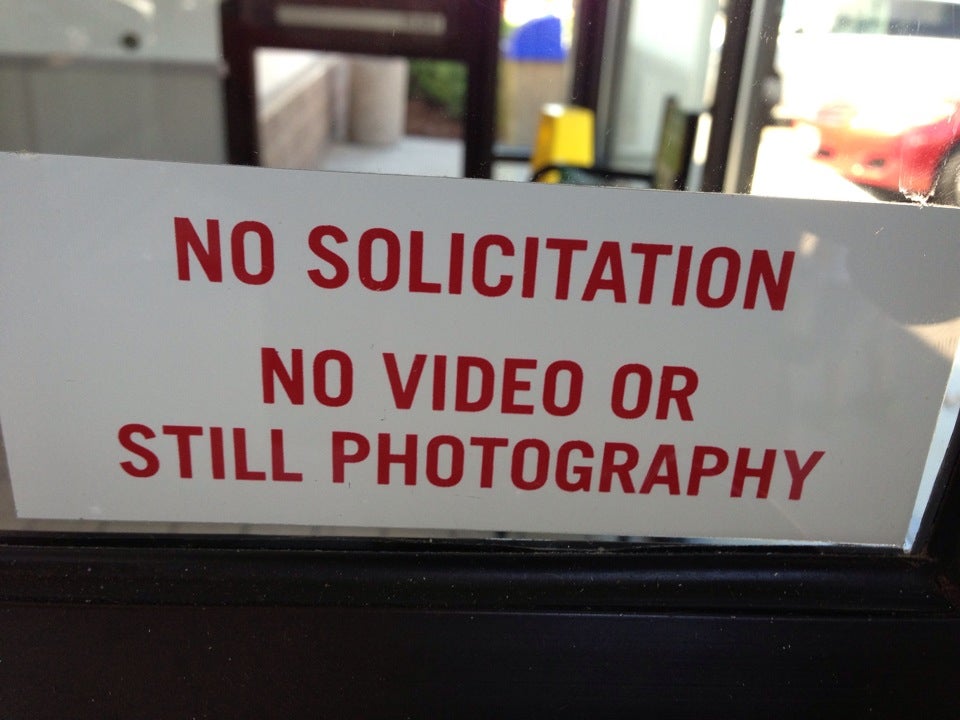 NO SOLICITATION
NO VIDEO OR
STILL PHOTOGRAPHY